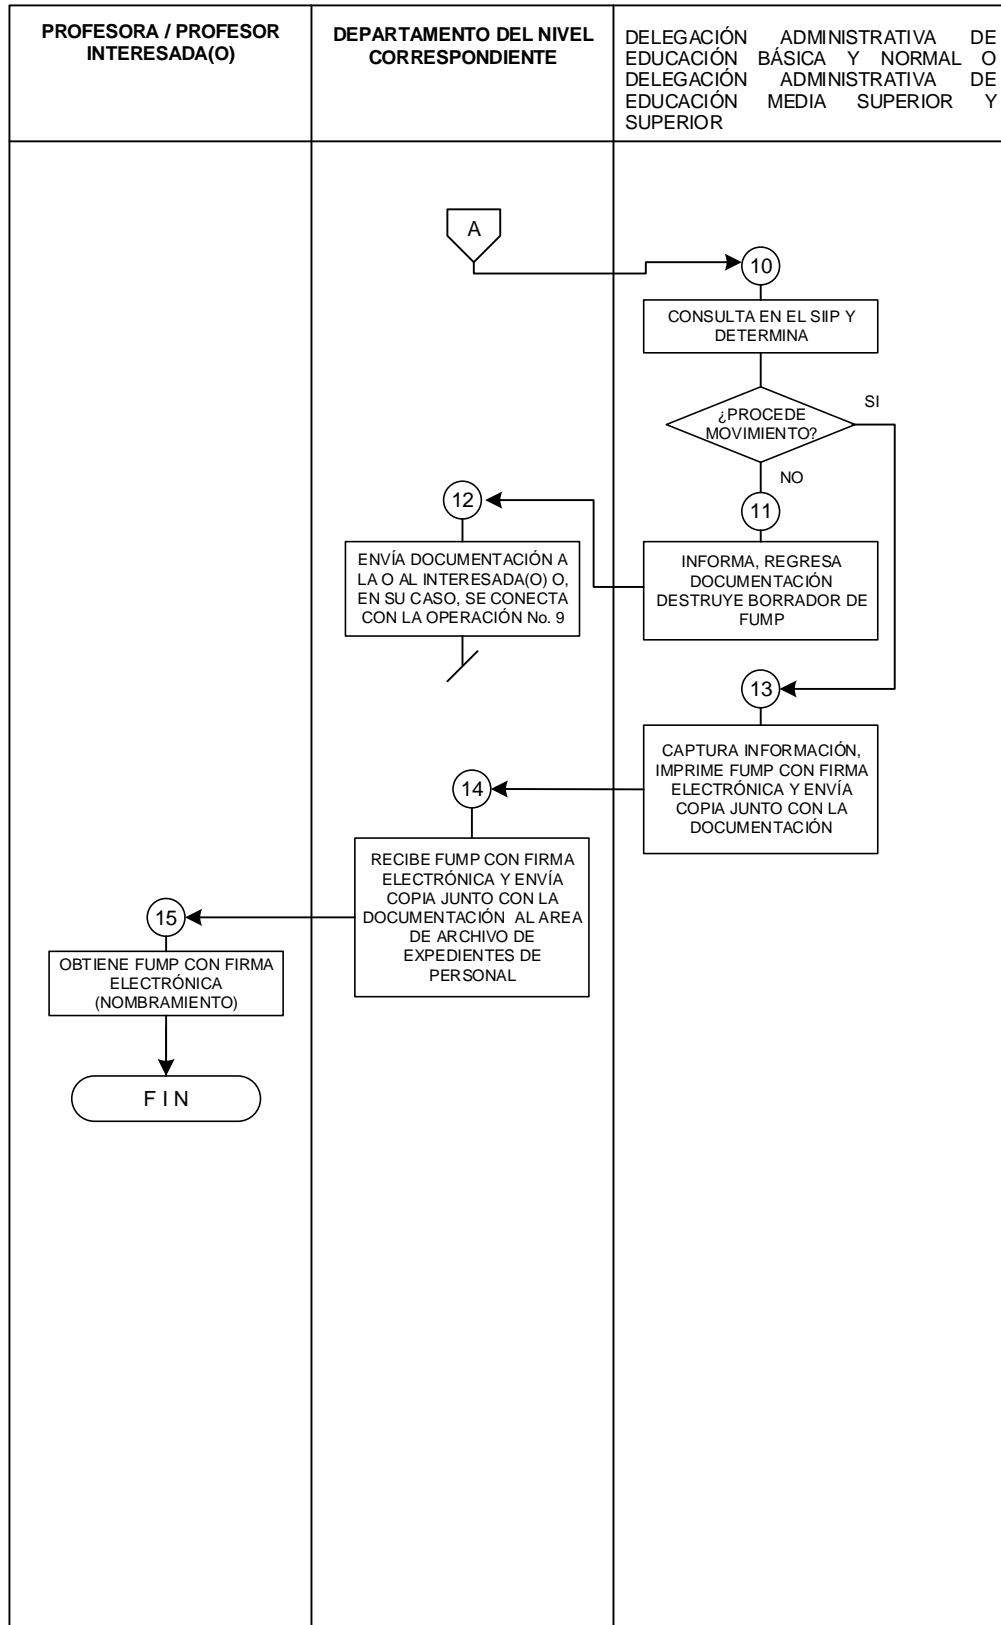 PROFESORA / PROFESOR
INTERESADA(O)
DEPARTAMENTO DEL NIVEL
CORRESPONDIENTE
DELEGACIÓN ADMINISTRATIVA DE
EDUCACIÓN BÁSICA Y NORMAL O
DELEGACIÓN ADMINISTRATIVA DE
EDUCACIÓN MEDIA SUPERIOR Y
SUPERIOR
A
10
CONSULTA EN EL SIIP Y
DETERMINA
¿PROCEDE
MOVIMIENTO?
SI
NO
11
INFORMA, REGRESA
DOCUMENTACIÓN
DESTRUYE BORRADOR DE
FUMP
12
ENVÍA DOCUMENTACIÓN A
LA O AL INTERESADA(O) O,
EN SU CASO, SE CONECTA
CON LA OPERACIÓN No. 9
13
CAPTURA INFORMACIÓN,
IMPRIME FUMP CON FIRMA
ELECTRÓNICA Y ENVÍA
COPIA JUNTO CON LA
DOCUMENTACIÓN
14
RECIBE FUMP CON FIRMA
ELECTRÓNICA Y ENVÍA
COPIA JUNTO CON LA
DOCUMENTACIÓN AL AREA
DE ARCHIVO DE
EXPEDIENTES DE
PERSONAL
15
OBTIENE FUMP CON FIRMA
ELECTRÓNICA
(NOMBRAMIENTO)
F I N